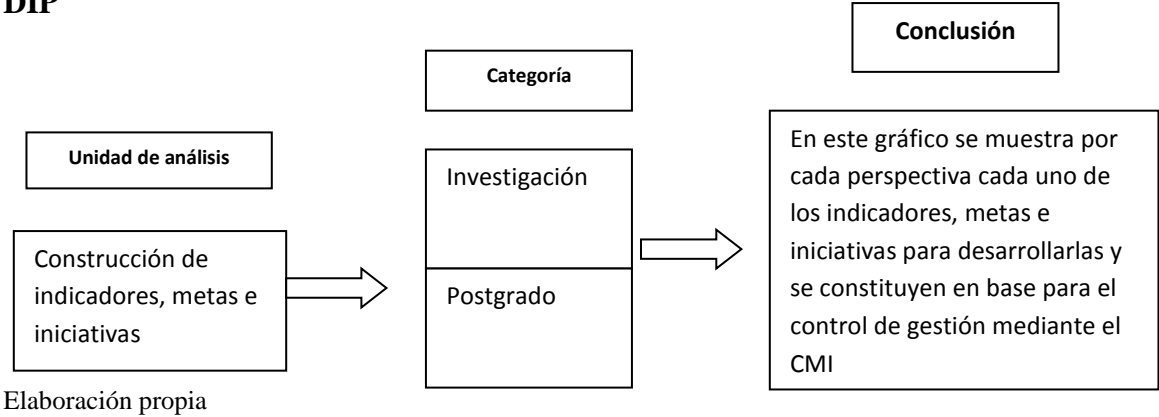 DIP
Conclusión
Categoría
Unidad de análisis
Construcción de
indicadores, metas e
iniciativas
Investigación
Postgrado
En este gráfico se muestra por
cada perspectiva cada uno de
los indicadores, metas e
iniciativas para desarrollarlas y
se constituyen en base para el
control de gestión mediante el
CMI
Elaboración propia